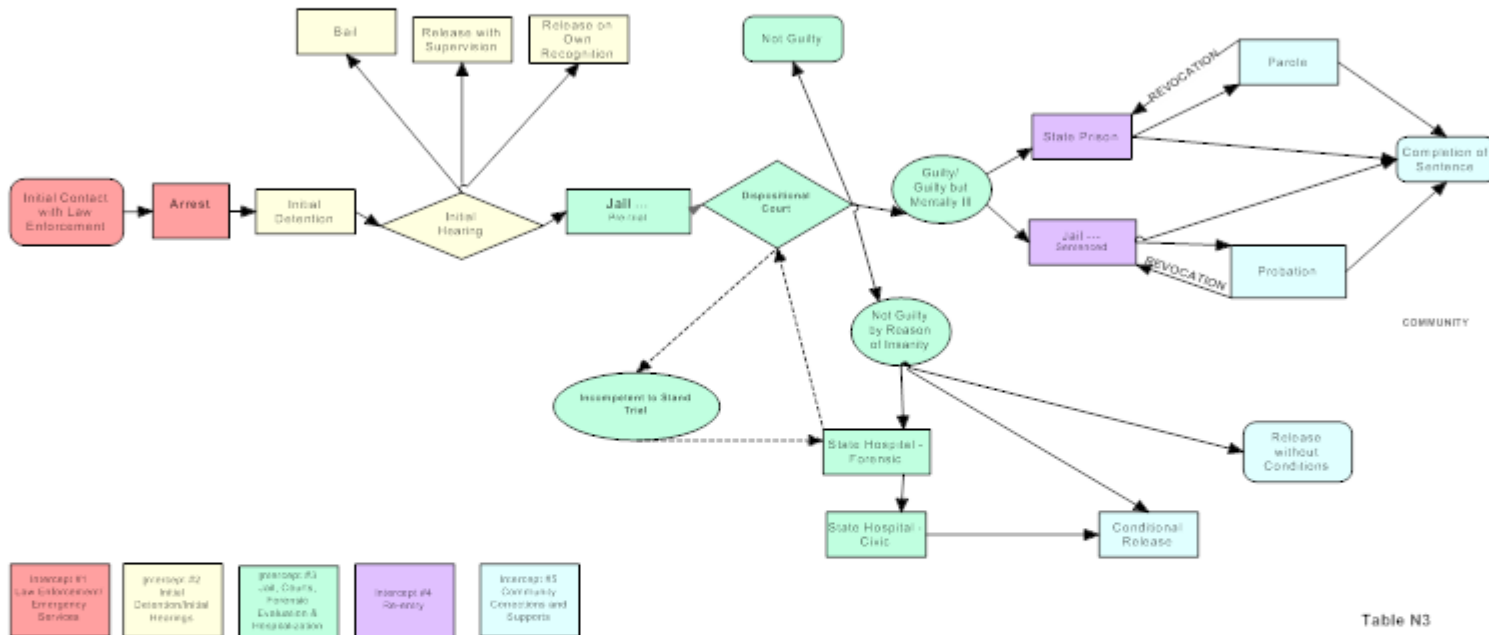 Bail
Release with
Supervision
Release on
Own
Recognition
Not Guilty
Parole
REVOCATION
State Prison
Completion of
Sentence
Initial Contact
with Law
Enforcement
Arrest
Initial
Detention
Initial
Hearing
Jail ---
Pre-trial
Dispositional
Court
Guilty/
Guilty but
Mentally Ill
Jail ---
Sentenced
REVOCATION
Probation
COMMUNITY
Not Guilty
by Reason
of Insanity
Incompetent to Stand
Trial
State Hospital -
Forensic
Release
without
Conditions
State Hospital -
Civic
Conditional
Release
Intercept #1
Law Enforcement/
Emergency
Services
Intercept #2
Initial
Detention/Initial
Hearings
Intercept #3
Jail, Courts,
Forensic
Evaluation &
Hospitalization
Intercept #4
Re-entry
Intercept #5
Community
Corrections and
Supports
Table N3